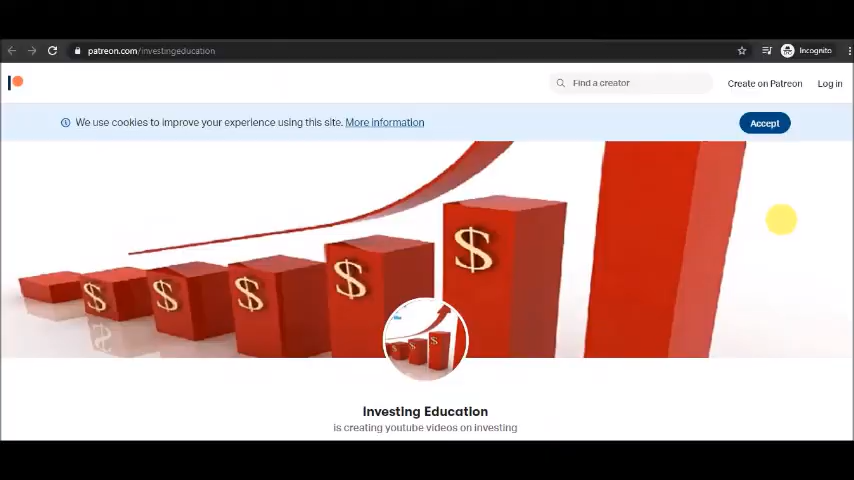 patreon.com/investingeducation
Incognito
Find a creator
Create on Patreon
Log in
We use cookies to improve your experience using this site. More information
Accept
$ $ $ $ $
Investing Education
is creating youtube videos on investing